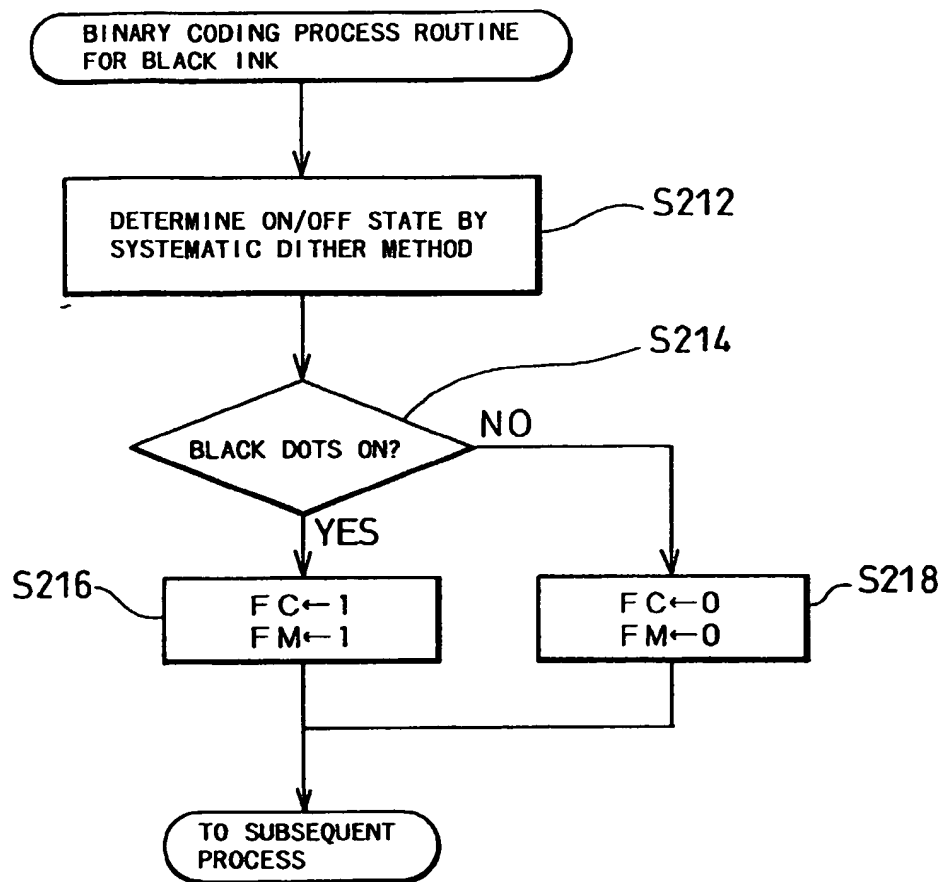 BINARY CODING PROCESS ROUTINE
FOR BLACK INK
DETERMINE ON/OFF STATE BY
SYSTEMATIC DITHER METHOD
S212
S214
BLACK DOTS ON?
NO
YES
S216
FC←1
FM←1
FC←0
FM←0
S218
TO SUBSEQUENT
PROCESS